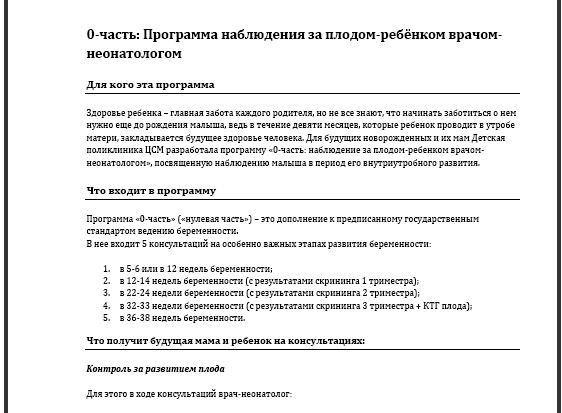 0-часть: Программа наблюдения за плодом-ребёнком врачом-
неонатологом
Для кого эта программа
Здоровье ребенка – главная забота каждого родителя, но не все знают, что начинать заботиться о нем
нужно еще до рождения малыша, ведь в течение девяти месяцев, которые ребенок проводит в утробе
матери, закладывается будущее здоровье человека. Для будущих новорожденных и их мам Детская
поликлиника ЦСМ разработала программу «0-часть: наблюдение за плодом-ребенком врачом-
неонатологом», посвященную наблюдению малыша в период его внутриутробного развития.
Что входит в программу
Программа «0-часть» («нулевая часть») – это дополнение к предписанному государственным
стандартом ведению беременности.
В нее входит 5 консультаций на особенно важных этапах развития беременности:
1. в 5-6 или в 12 недель беременности;
2. в 12-14 недель беременности (с результатами скрининга 1 триместра);
3. в 22-24 недель беременности (с результатами скрининга 2 триместра);
4. в 32-33 недели беременности (с результатами скрининга 3 триместра + КТГ плода);
5. в 36-38 недель беременности.
Что получит будущая мама и ребенок на консультациях:
Контроль за развитием плода
Для этого в ходе консультаций врач-неонатолог: